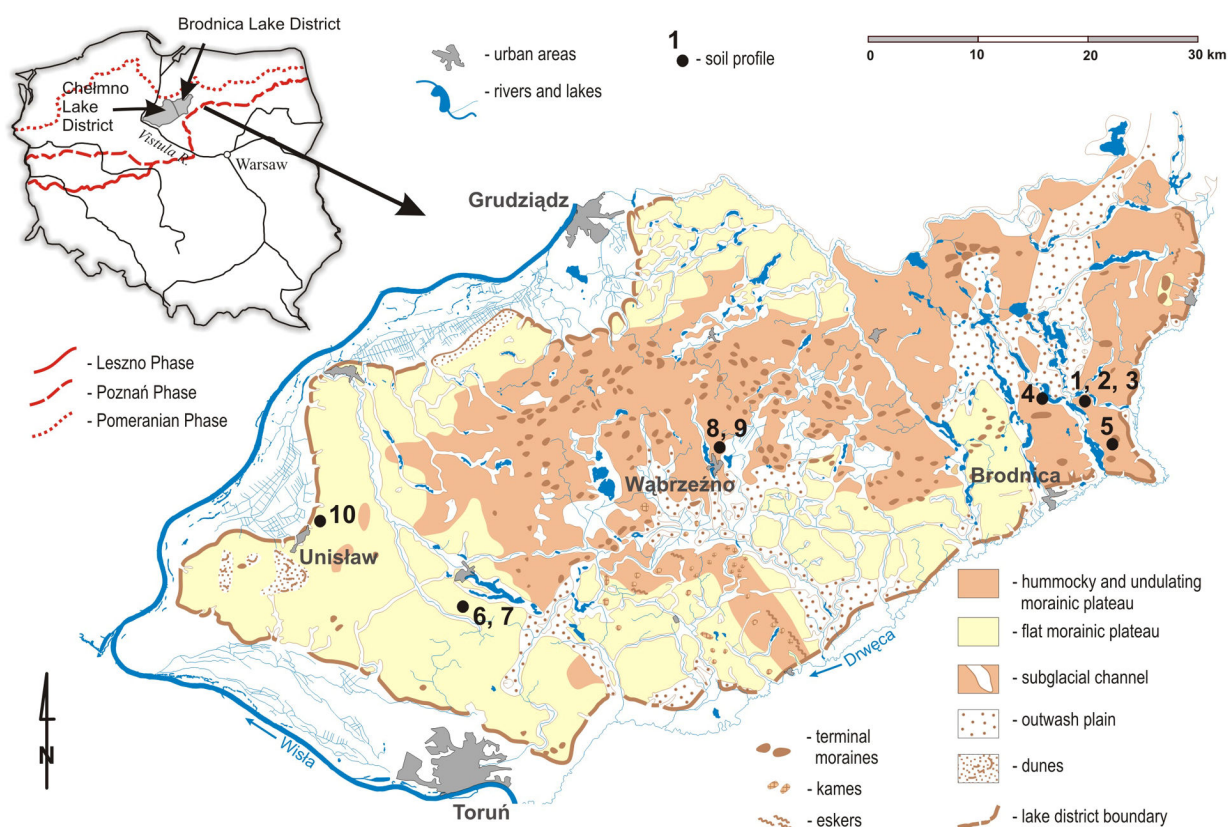 Brodnica Lake District
Chełmno
Lake
District
Vistula R.
Warsaw
- Leszno Phase
- Poznań Phase
- Pomeranian Phase
- urban areas
- rivers and lakes
1
- soil profile
0
10
20
30 km
Grudziądz
4
1, 2, 3
5
8, 9
Wąbrzeźno
Brodnica
10
Unisław
6, 7
Drwęca
Wisła
Toruń
N
- hummocky and undulating
morainic plateau
- flat morainic plateau
- subglacial channel
- outwash plain
- dunes
- lake district boundary
- terminal
moraines
- kames
- eskers